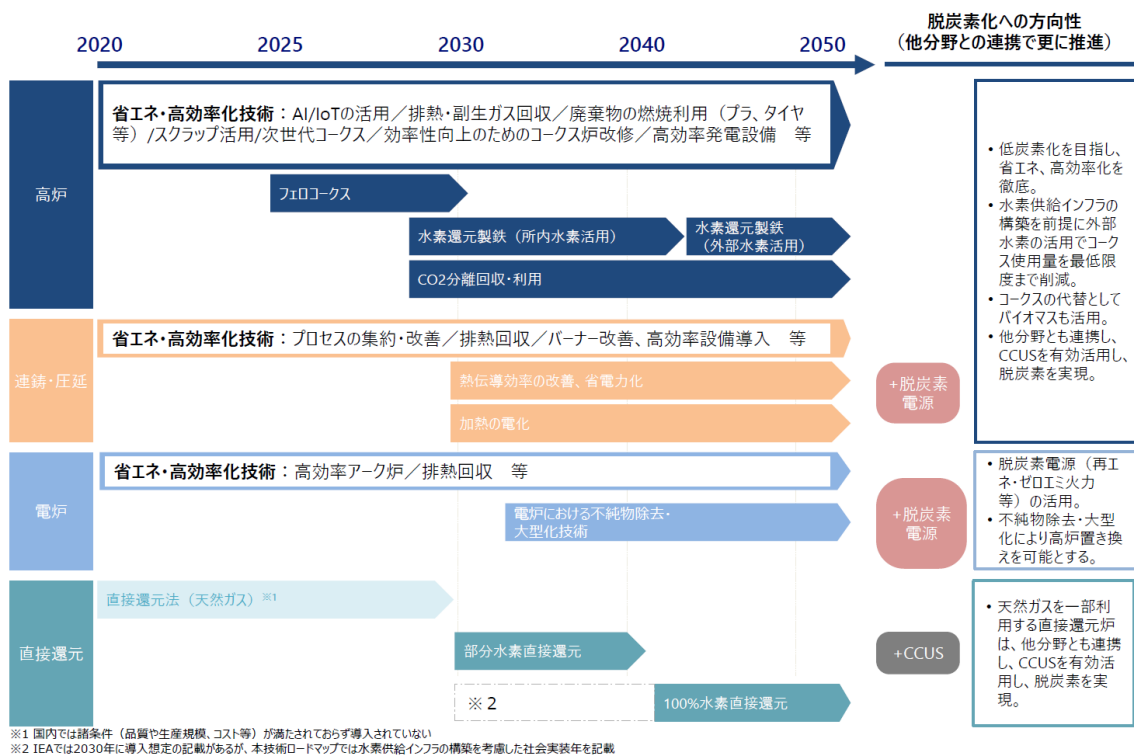 脱炭素化への方向性
（他分野との連携で更に推進）
2020
2025
2030
2040
2050
高炉
省エネ・高効率化技術：AI/IoTの活用／排熱・副生ガス回収／廃棄物の燃焼利用（プラ、タイヤ
等）/スクラップ活用/次世代コークス／効率性向上のためのコークス炉改修／高効率発電設備　等
フェロコークス
水素還元製鉄（所内水素活用）
水素還元製鉄
（外部水素活用）
CO2分離回収・利用
• 低炭素化を目指し、
省エネ、高効率化を
徹底。
• 水素供給インフラの
構築を前提に外部
水素の活用でコーク
ス使用量を最低限
度まで削減。
• コークスの代替として
バイオマスも活用。
• 他分野とも連携し、
CCUSを有効活用し、
脱炭素を実現。
連鋳・圧延
省エネ・高効率化技術：プロセスの集約・改善／排熱回収／バーナー改善、高効率設備導入　等
熱伝導効率の改善、省電力化
加熱の電化
+脱炭素
電源
電炉
省エネ・高効率化技術：高効率アーク炉／排熱回収　等
電炉における不純物除去・
大型化技術
+脱炭素
電源
• 脱炭素電源（再エ
ネ・ゼロエミ火力
等）の活用。
• 不純物除去・大型
化により高炉置き換
えを可能とする。
直接還元
直接還元法（天然ガス）※1
部分水素直接還元
※２
100%水素直接還元
+CCUS
• 天然ガスを一部利
用する直接還元炉
は、他分野とも連携
し、CCUSを有効活
用し、脱炭素を実
現。
※1 国内では諸条件（品質や生産規模、コスト等）が満たされておらず導入されていない
※2 IEAでは2030年に導入想定の記載があるが、本技術ロードマップでは水素供給インフラの構築を考慮した社会実装年を記載